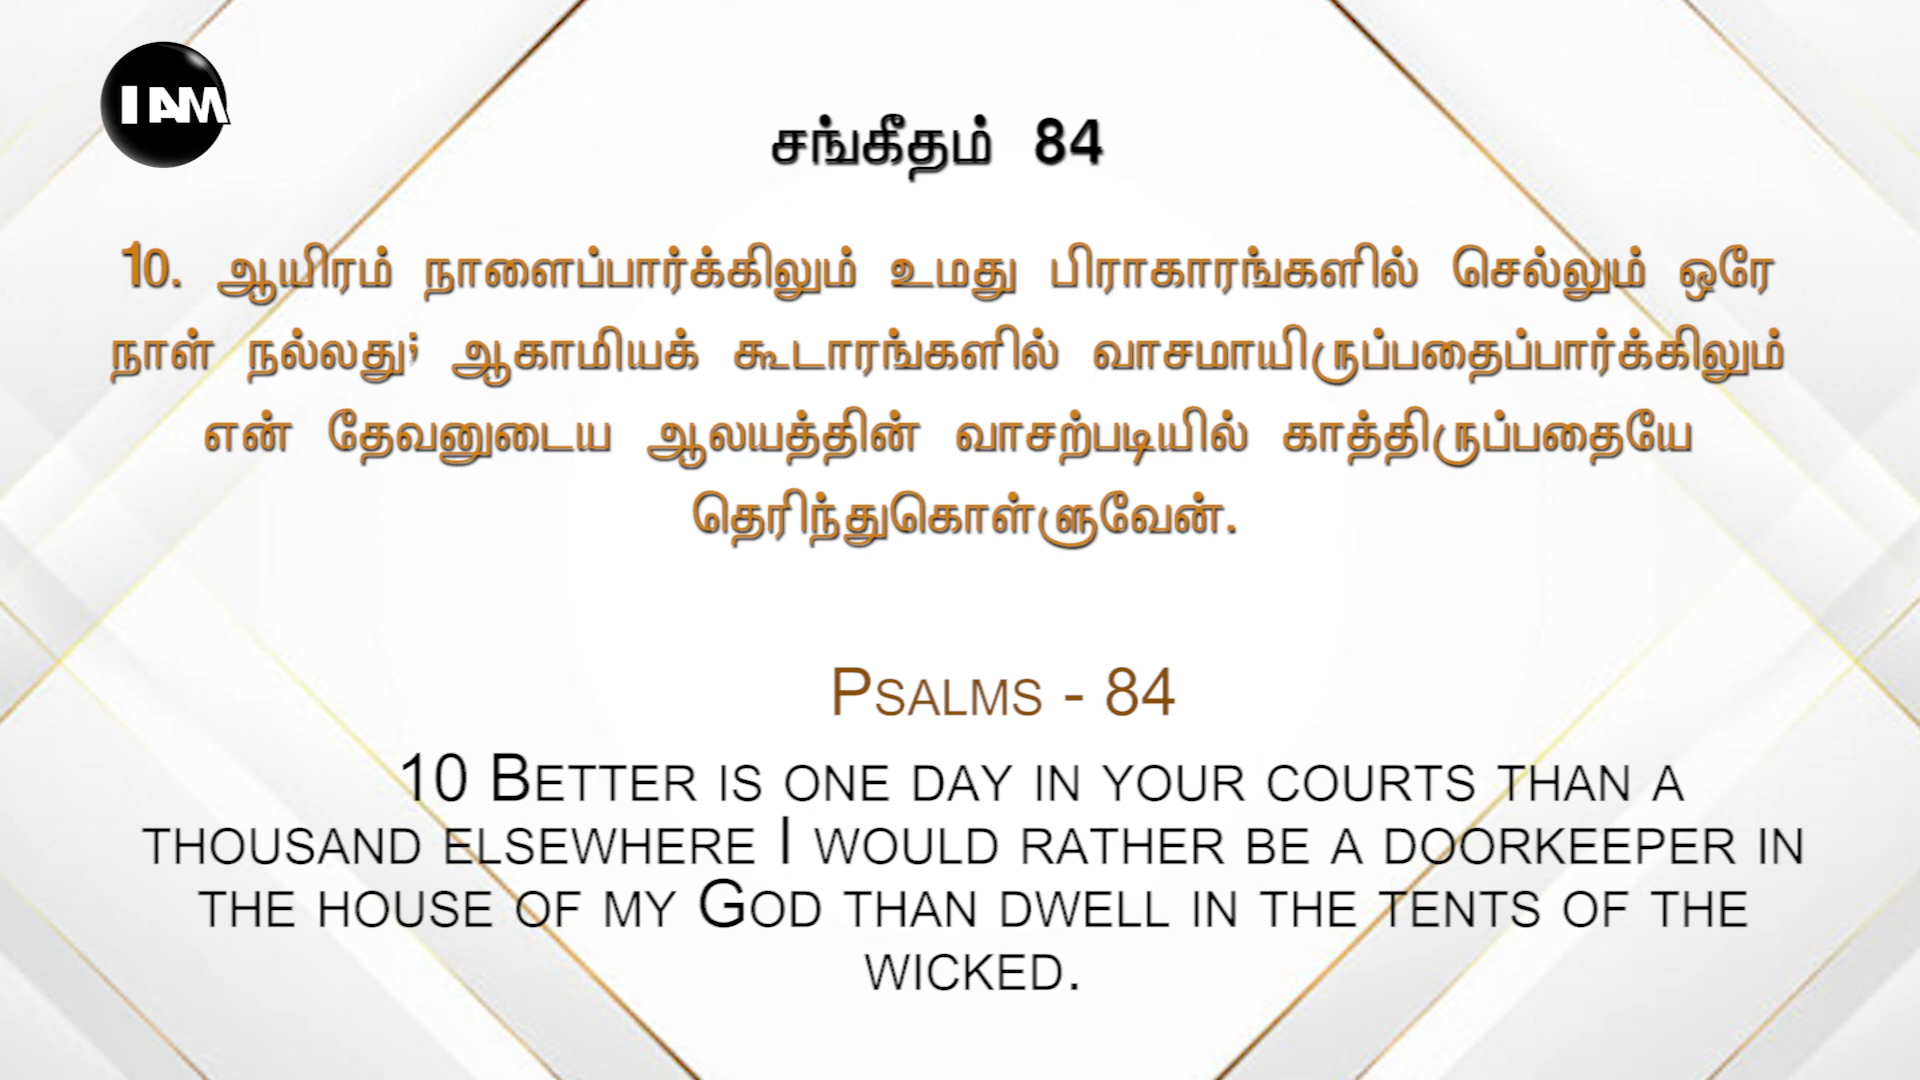 I AM
சங்கீதம் 84
10. ஆயிரம் நாளைப்பார்க்கிலும் உமது பிராகாரங்களில் செல்லும் ஒரே
நாள் நல்லது; ஆகாமியக் கூடாரங்களில் வாசமாயிருப்பதைப்பார்க்கிலும்
என் தேவனுடைய ஆலயத்தின் வாசற்படியில் காத்திருப்பதையே
தெரிந்துகொள்ளுவேன்.
Psalms - 84
10 Better is one day in your courts than a
thousand elsewhere I would rather be a doorkeeper in
the house of my God than dwell in the tents of the
wicked.